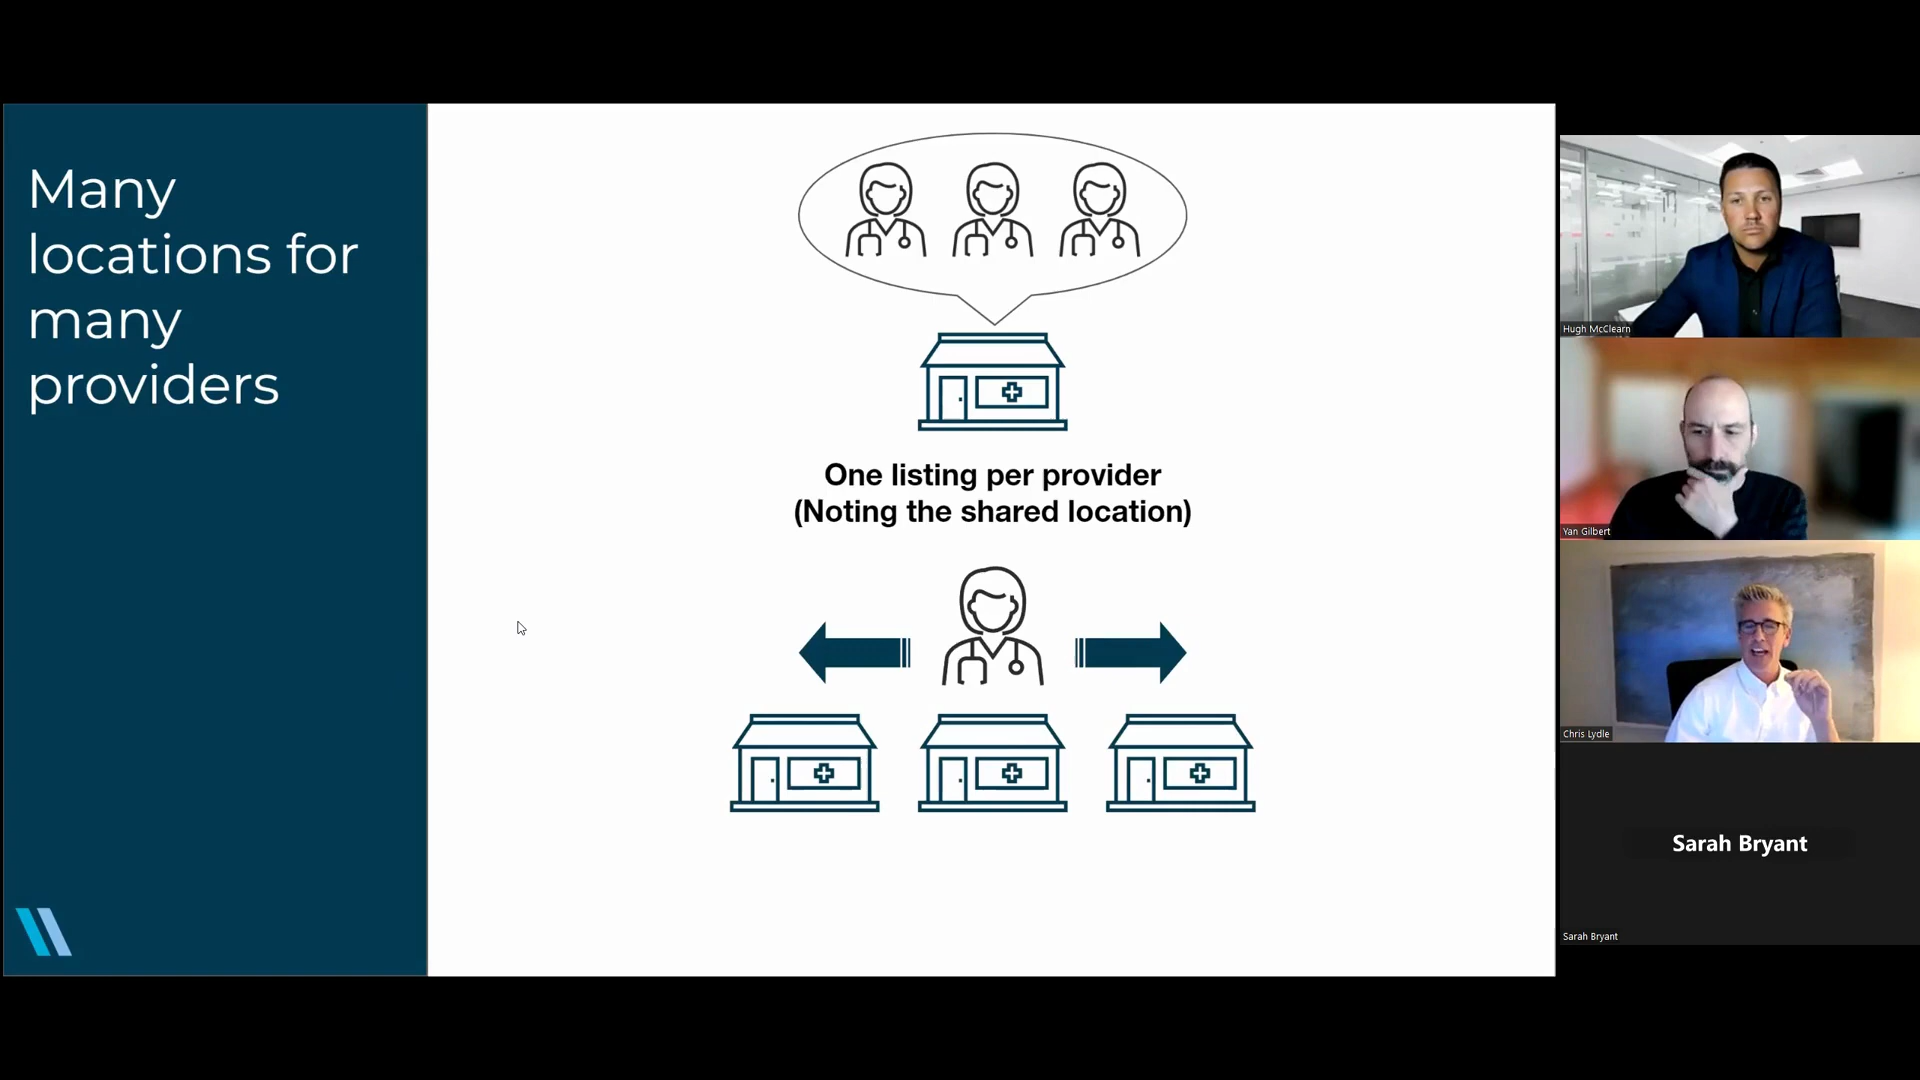 Many
locations for
many
providers
One listing per provider
(Noting the shared location)
Hugh McClearn
Yan Gilbert
Chris Lydle
Sarah Bryant
Sarah Bryant